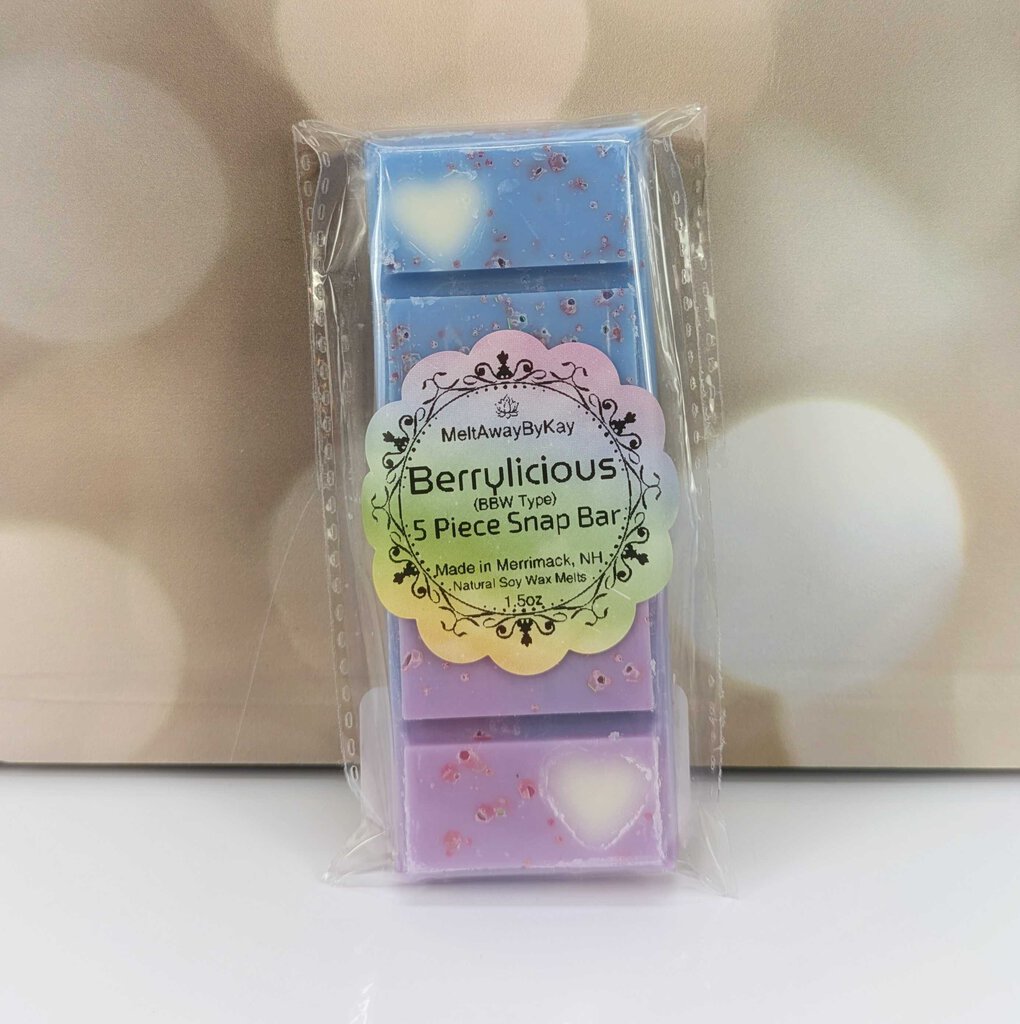 MeltAwayByKay
Berrylicious
(BBW Type)
5 Piece Snap Bar
Made in Merrimack, NH
Natural Soy Wax Melts
1.5oz